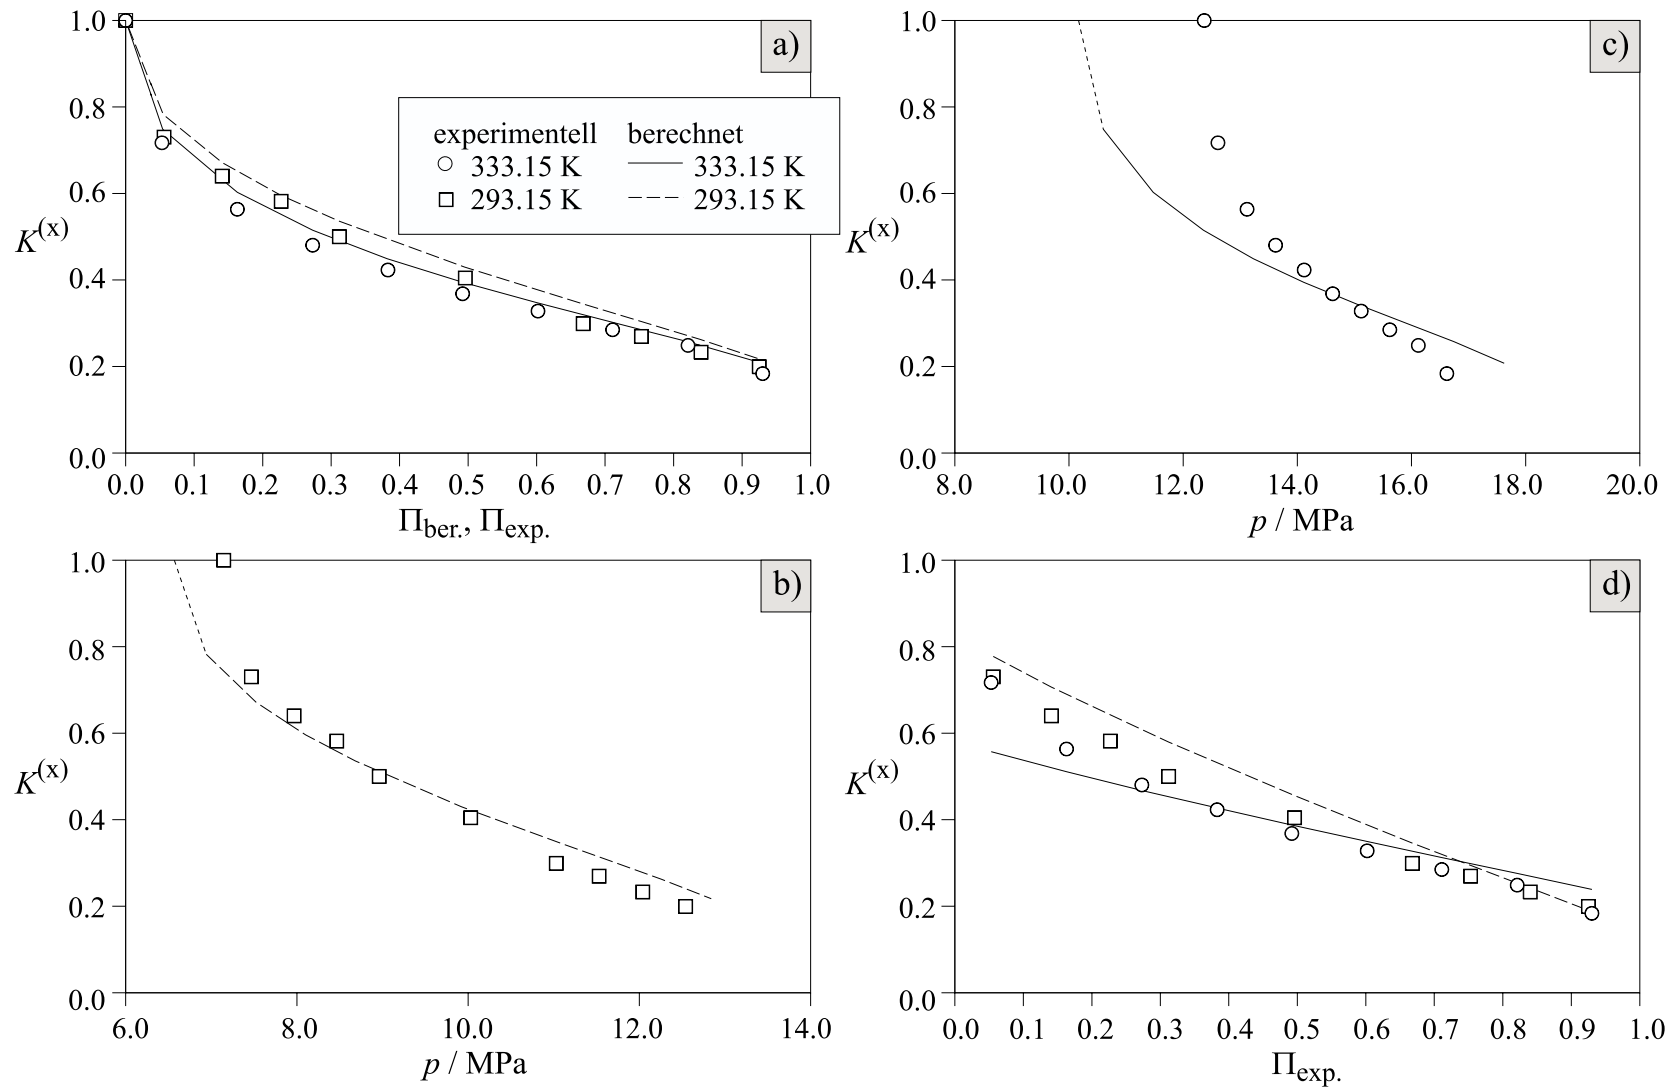 a)
1.0
0.8
0.6
0.4
0.2
0.0
K(x)
experimentell berechnet
333.15 K 333.15 K
293.15 K 293.15 K
0.0 0.1 0.2 0.3 0.4 0.5 0.6 0.7 0.8 0.9 1.0
Πber., Πexp.
c)
1.0
0.8
0.6
0.4
0.2
0.0
K(x)
8.0 10.0 12.0 14.0 16.0 18.0 20.0
p / MPa
b)
1.0
0.8
0.6
0.4
0.2
0.0
K(x)
6.0 8.0 10.0 12.0 14.0
p / MPa
d)
1.0
0.8
0.6
0.4
0.2
0.0
K(x)
0.0 0.1 0.2 0.3 0.4 0.5 0.6 0.7 0.8 0.9 1.0
Πexp.